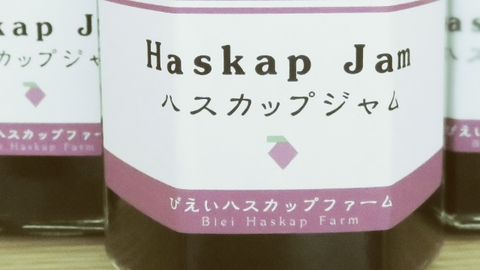 Haskap Jam
ハスカップジャム
びえいハスカップファーム
Biei Haskap Farm